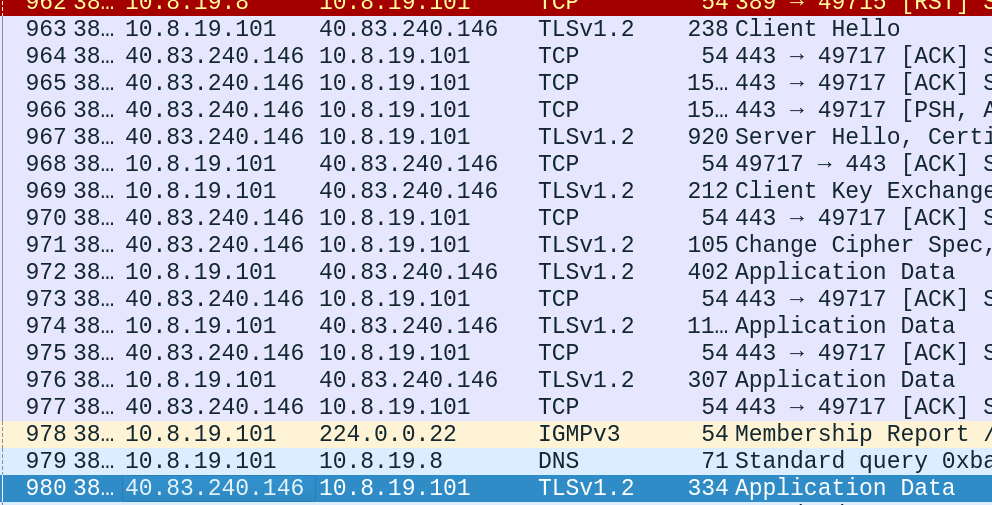 962 38… 10.8.19.8 10.8.19.101 TCP 54 389 → 49715 [RST] S
963 38… 10.8.19.101 40.83.240.146 TLSv1.2 238 Client Hello
964 38… 40.83.240.146 10.8.19.101 TCP 54 443 → 49717 [ACK] S
965 38… 40.83.240.146 10.8.19.101 TCP 15… 443 → 49717 [ACK] S
966 38… 40.83.240.146 10.8.19.101 TCP 15… 443 → 49717 [PSH, A
967 38… 40.83.240.146 10.8.19.101 TLSv1.2 920 Server Hello, Certi
968 38… 10.8.19.101 40.83.240.146 TCP 54 49717 → 443 [ACK] S
969 38… 10.8.19.101 40.83.240.146 TLSv1.2 212 Client Key Exchange
970 38… 40.83.240.146 10.8.19.101 TCP 54 443 → 49717 [ACK] S
971 38… 40.83.240.146 10.8.19.101 TLSv1.2 105 Change Cipher Spec,
972 38… 10.8.19.101 40.83.240.146 TLSv1.2 402 Application Data
973 38… 40.83.240.146 10.8.19.101 TCP 54 443 → 49717 [ACK] S
974 38… 10.8.19.101 40.83.240.146 TLSv1.2 11… Application Data
975 38… 40.83.240.146 10.8.19.101 TCP 54 443 → 49717 [ACK] S
976 38… 10.8.19.101 40.83.240.146 TLSv1.2 307 Application Data
977 38… 40.83.240.146 10.8.19.101 TCP 54 443 → 49717 [ACK] S
978 38… 10.8.19.101 224.0.0.22 IGMPv3 54 Membership Report /
979 38… 10.8.19.101 10.8.19.8 DNS 71 Standard query 0xba
980 38… 40.83.240.146 10.8.19.101 TLSv1.2 334 Application Data